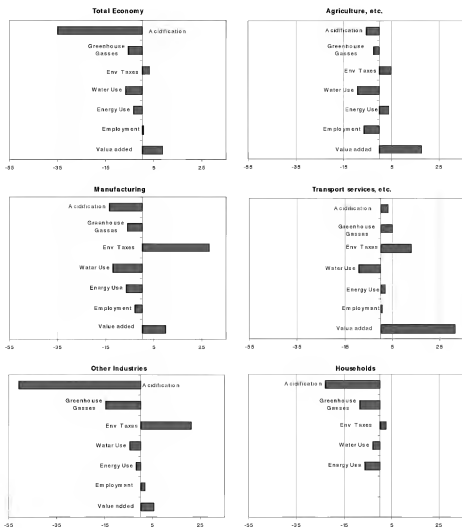 Total Economy
Acidification
Greenhouse
Gasses
Env Taxes
Water Use
Energy Use
Employment
Value added
-55 -35 -15 5 25
Agriculture, etc.
Acidification
Greenhouse
Gasses
Env Taxes
Water Use
Energy Use
Employment
Value added
-55 -35 -15 5 25
Manufacturing
Acidification
Greenhouse
Gasses
Env Taxes
Water Use
Energy Use
Employment
Value added
-55 -35 -15 5 25
Transport services, etc.
Acidification
Greenhouse
Gasses
Env Taxes
Water Use
Energy Use
Employment
Value added
-55 -35 -15 5 25
Other Industries
Acidification
Greenhouse
Gasses
Env Taxes
Water Use
Energy Use
Employment
Value added
-55 -35 -15 5 25
Households
Acidification
Greenhouse
Gasses
Env Taxes
Water Use
Energy Use
-55 -35 -15 5 25